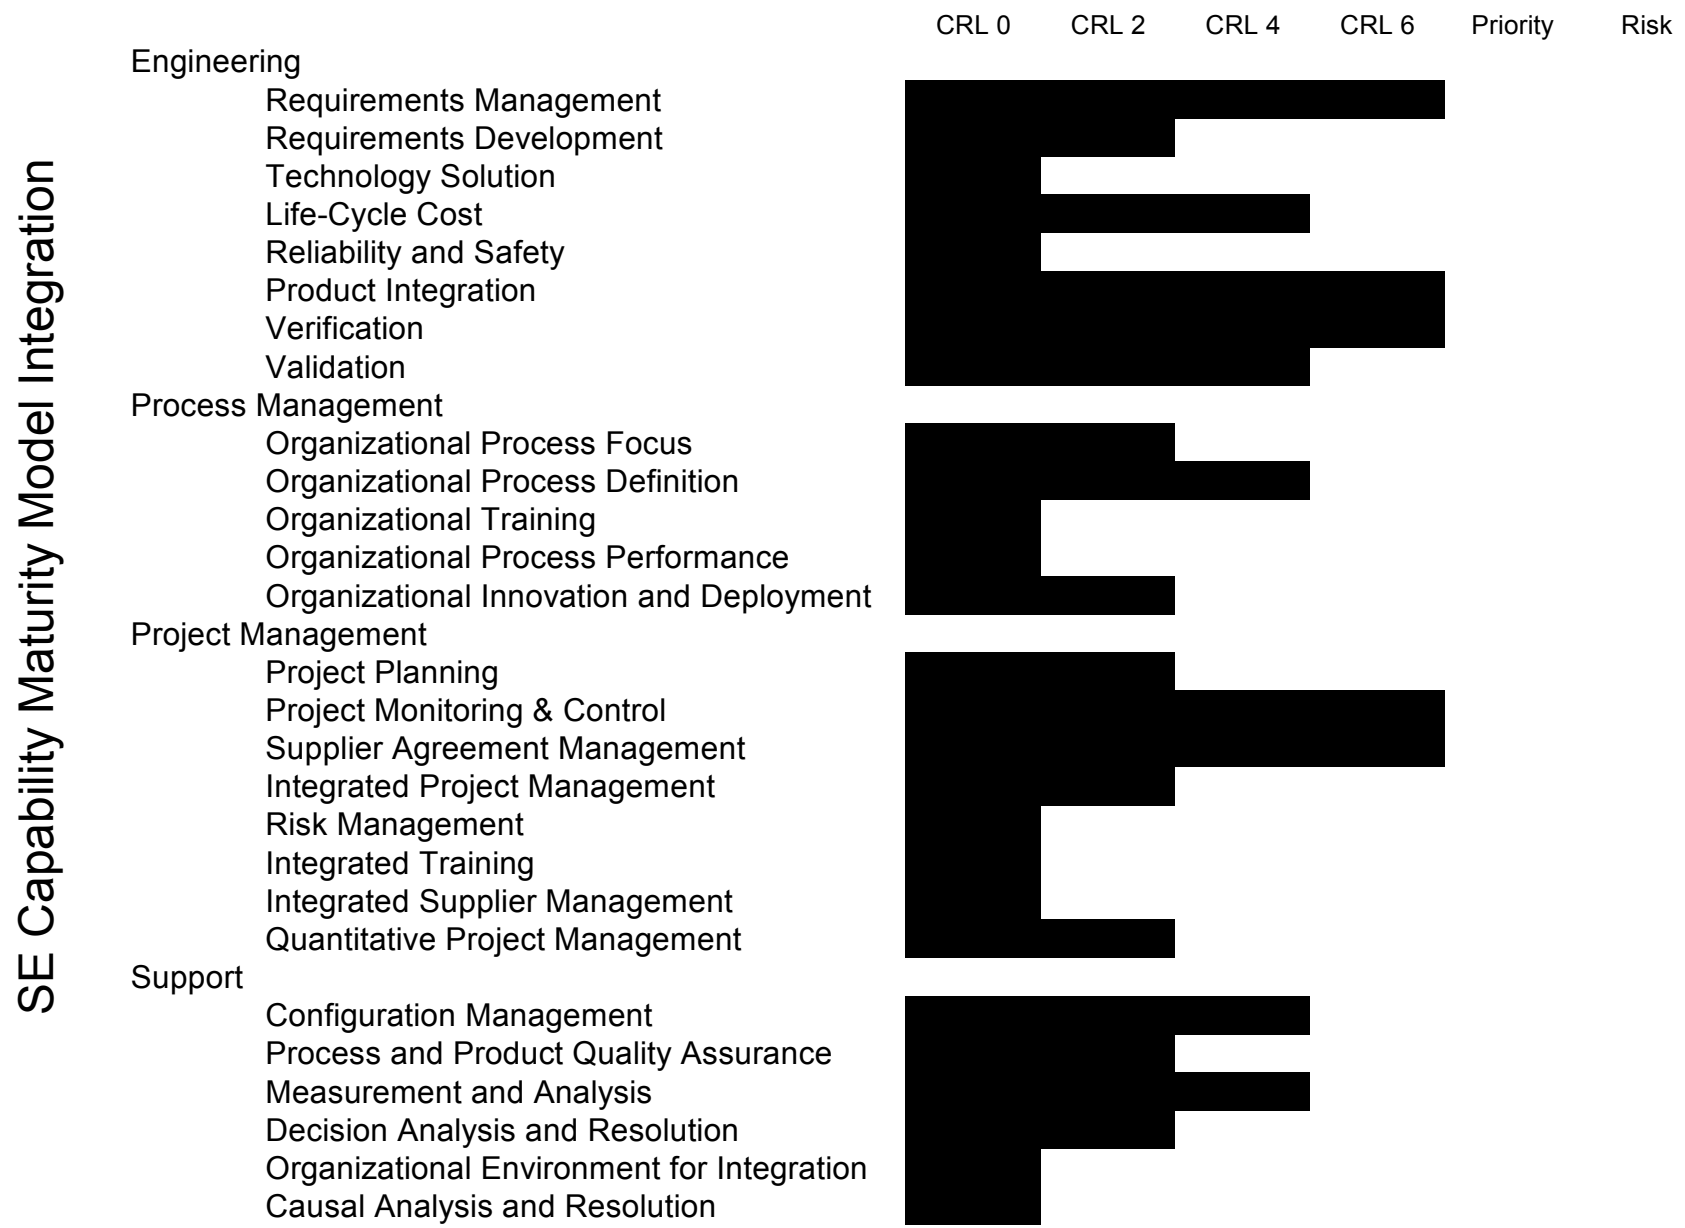 CRL 0 CRL 2 CRL 4 CRL 6 Priority Risk
SE Capability Maturity Model Integration
Engineering
Requirements Management
Requirements Development
Technology Solution
Life-Cycle Cost
Reliability and Safety
Product Integration
Verification
Validation
Process Management
Organizational Process Focus
Organizational Process Definition
Organizational Training
Organizational Process Performance
Organizational Innovation and Deployment
Project Management
Project Planning
Project Monitoring & Control
Supplier Agreement Management
Integrated Project Management
Risk Management
Integrated Training
Integrated Supplier Management
Quantitative Project Management
Support
Configuration Management
Process and Product Quality Assurance
Measurement and Analysis
Decision Analysis and Resolution
Organizational Environment for Integration
Causal Analysis and Resolution